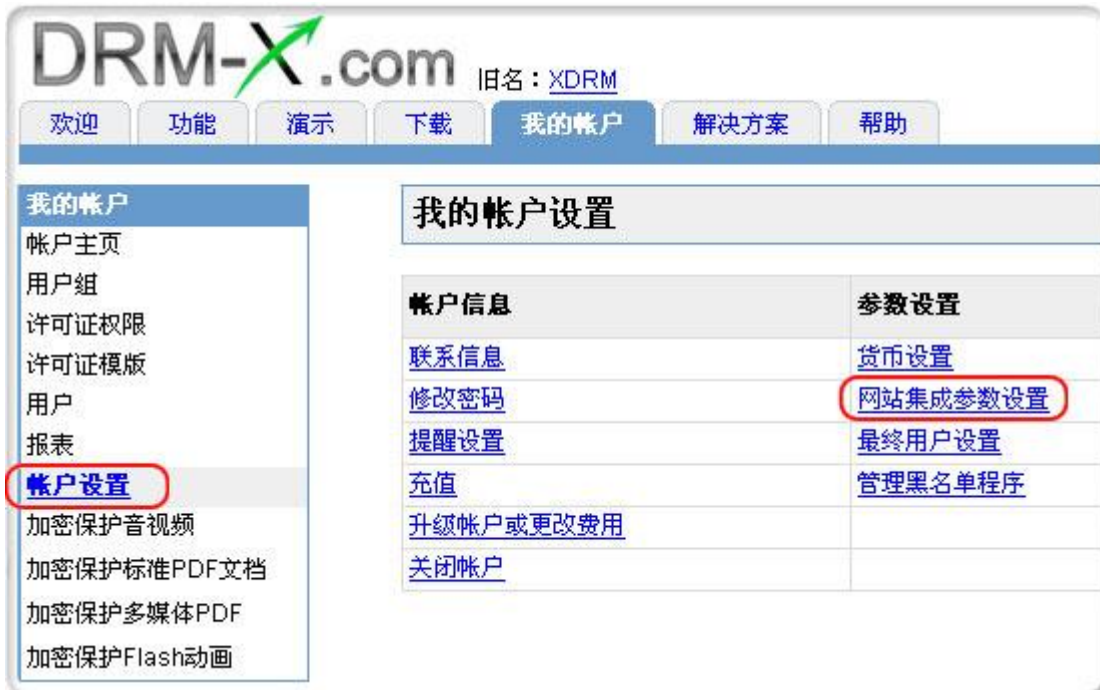 DRM-X.com 旧名：XDRM
欢迎 功能 演示 下载 我的帐户 解决方案 帮助
我的帐户
帐户主页
用户组
许可证权限
许可证模版
用户
报表
帐户设置
加密保护音视频
加密保护标准PDF文档
加密保护多媒体PDF
加密保护Flash动画
我的帐户设置
帐户信息 参数设置
联系信息 货币设置
修改密码 网站集成参数设置
提醒设置 最终用户设置
充值 管理黑名单程序
升级帐户或更改费用
关闭帐户